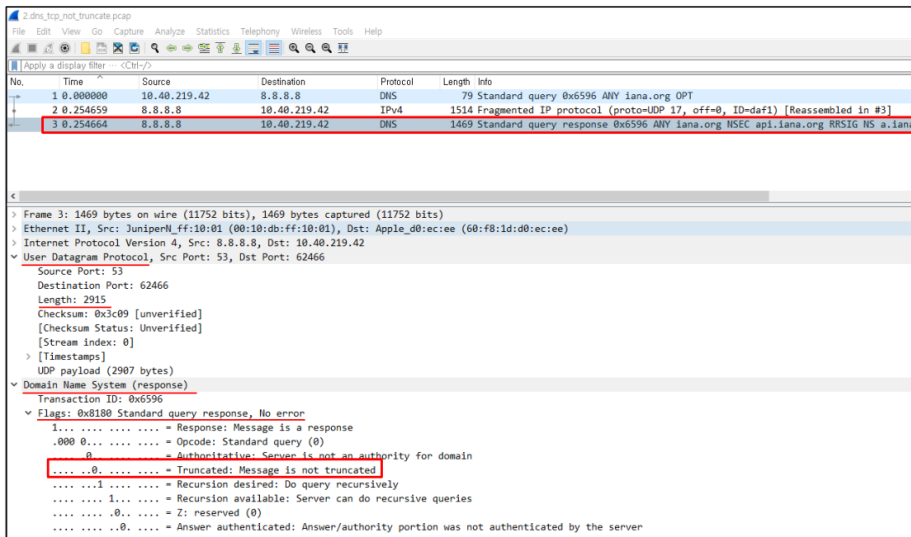 2.dns_tcp_not_truncate.pcap
File Edit View Go Capture Analyze Statistics Telephony Wireless Tools Help
Apply a display filter ... <Ctrl-/>
No. Time Source Destination Protocol Length Info
1 0.000000 10.40.219.42 8.8.8.8 DNS 79 Standard query 0x6596 ANY iana.org OPT
2 0.254659 8.8.8.8 10.40.219.42 IPv4 1514 Fragmented IP protocol (proto=UDP 17, off=0, ID=daf1) [Reassembled in #3]
3 0.254664 8.8.8.8 10.40.219.42 DNS 1469 Standard query response 0x6596 ANY iana.org NSEC api.iana.org RRSIG NS a.iana
> Frame 3: 1469 bytes on wire (11752 bits), 1469 bytes captured (11752 bits)
> Ethernet II, Src: JuniperN_ff:10:01 (00:10:db:ff:10:01), Dst: Apple_d0:ec:ee (60:f8:1d:d0:ec:ee)
> Internet Protocol Version 4, Src: 8.8.8.8, Dst: 10.40.219.42
User Datagram Protocol, Src Port: 53, Dst Port: 62466
Source Port: 53
Destination Port: 62466
Length: 2915
Checksum: 0x3c09 [unverified]
[Checksum Status: Unverified]
[Stream index: 0]
> [Timestamps]
UDP payload (2907 bytes)
Domain Name System (response)
Transaction ID: 0x6596
Flags: 0x8180 Standard query response, No error
1... .... .... .... = Response: Message is a response
.000 0... .... .... = Opcode: Standard query (0)
.... .0.. .... .... = Authoritative: Server is not an authority for domain
.... ..0. .... .... = Truncated: Message is not truncated
.... ...1 .... .... = Recursion desired: Do query recursively
.... .... 1... .... = Recursion available: Server can do recursive queries
.... .... .0.. .... = Z: reserved (0)
.... .... ..0. .... = Answer authenticated: Answer/authority portion was not authenticated by the server